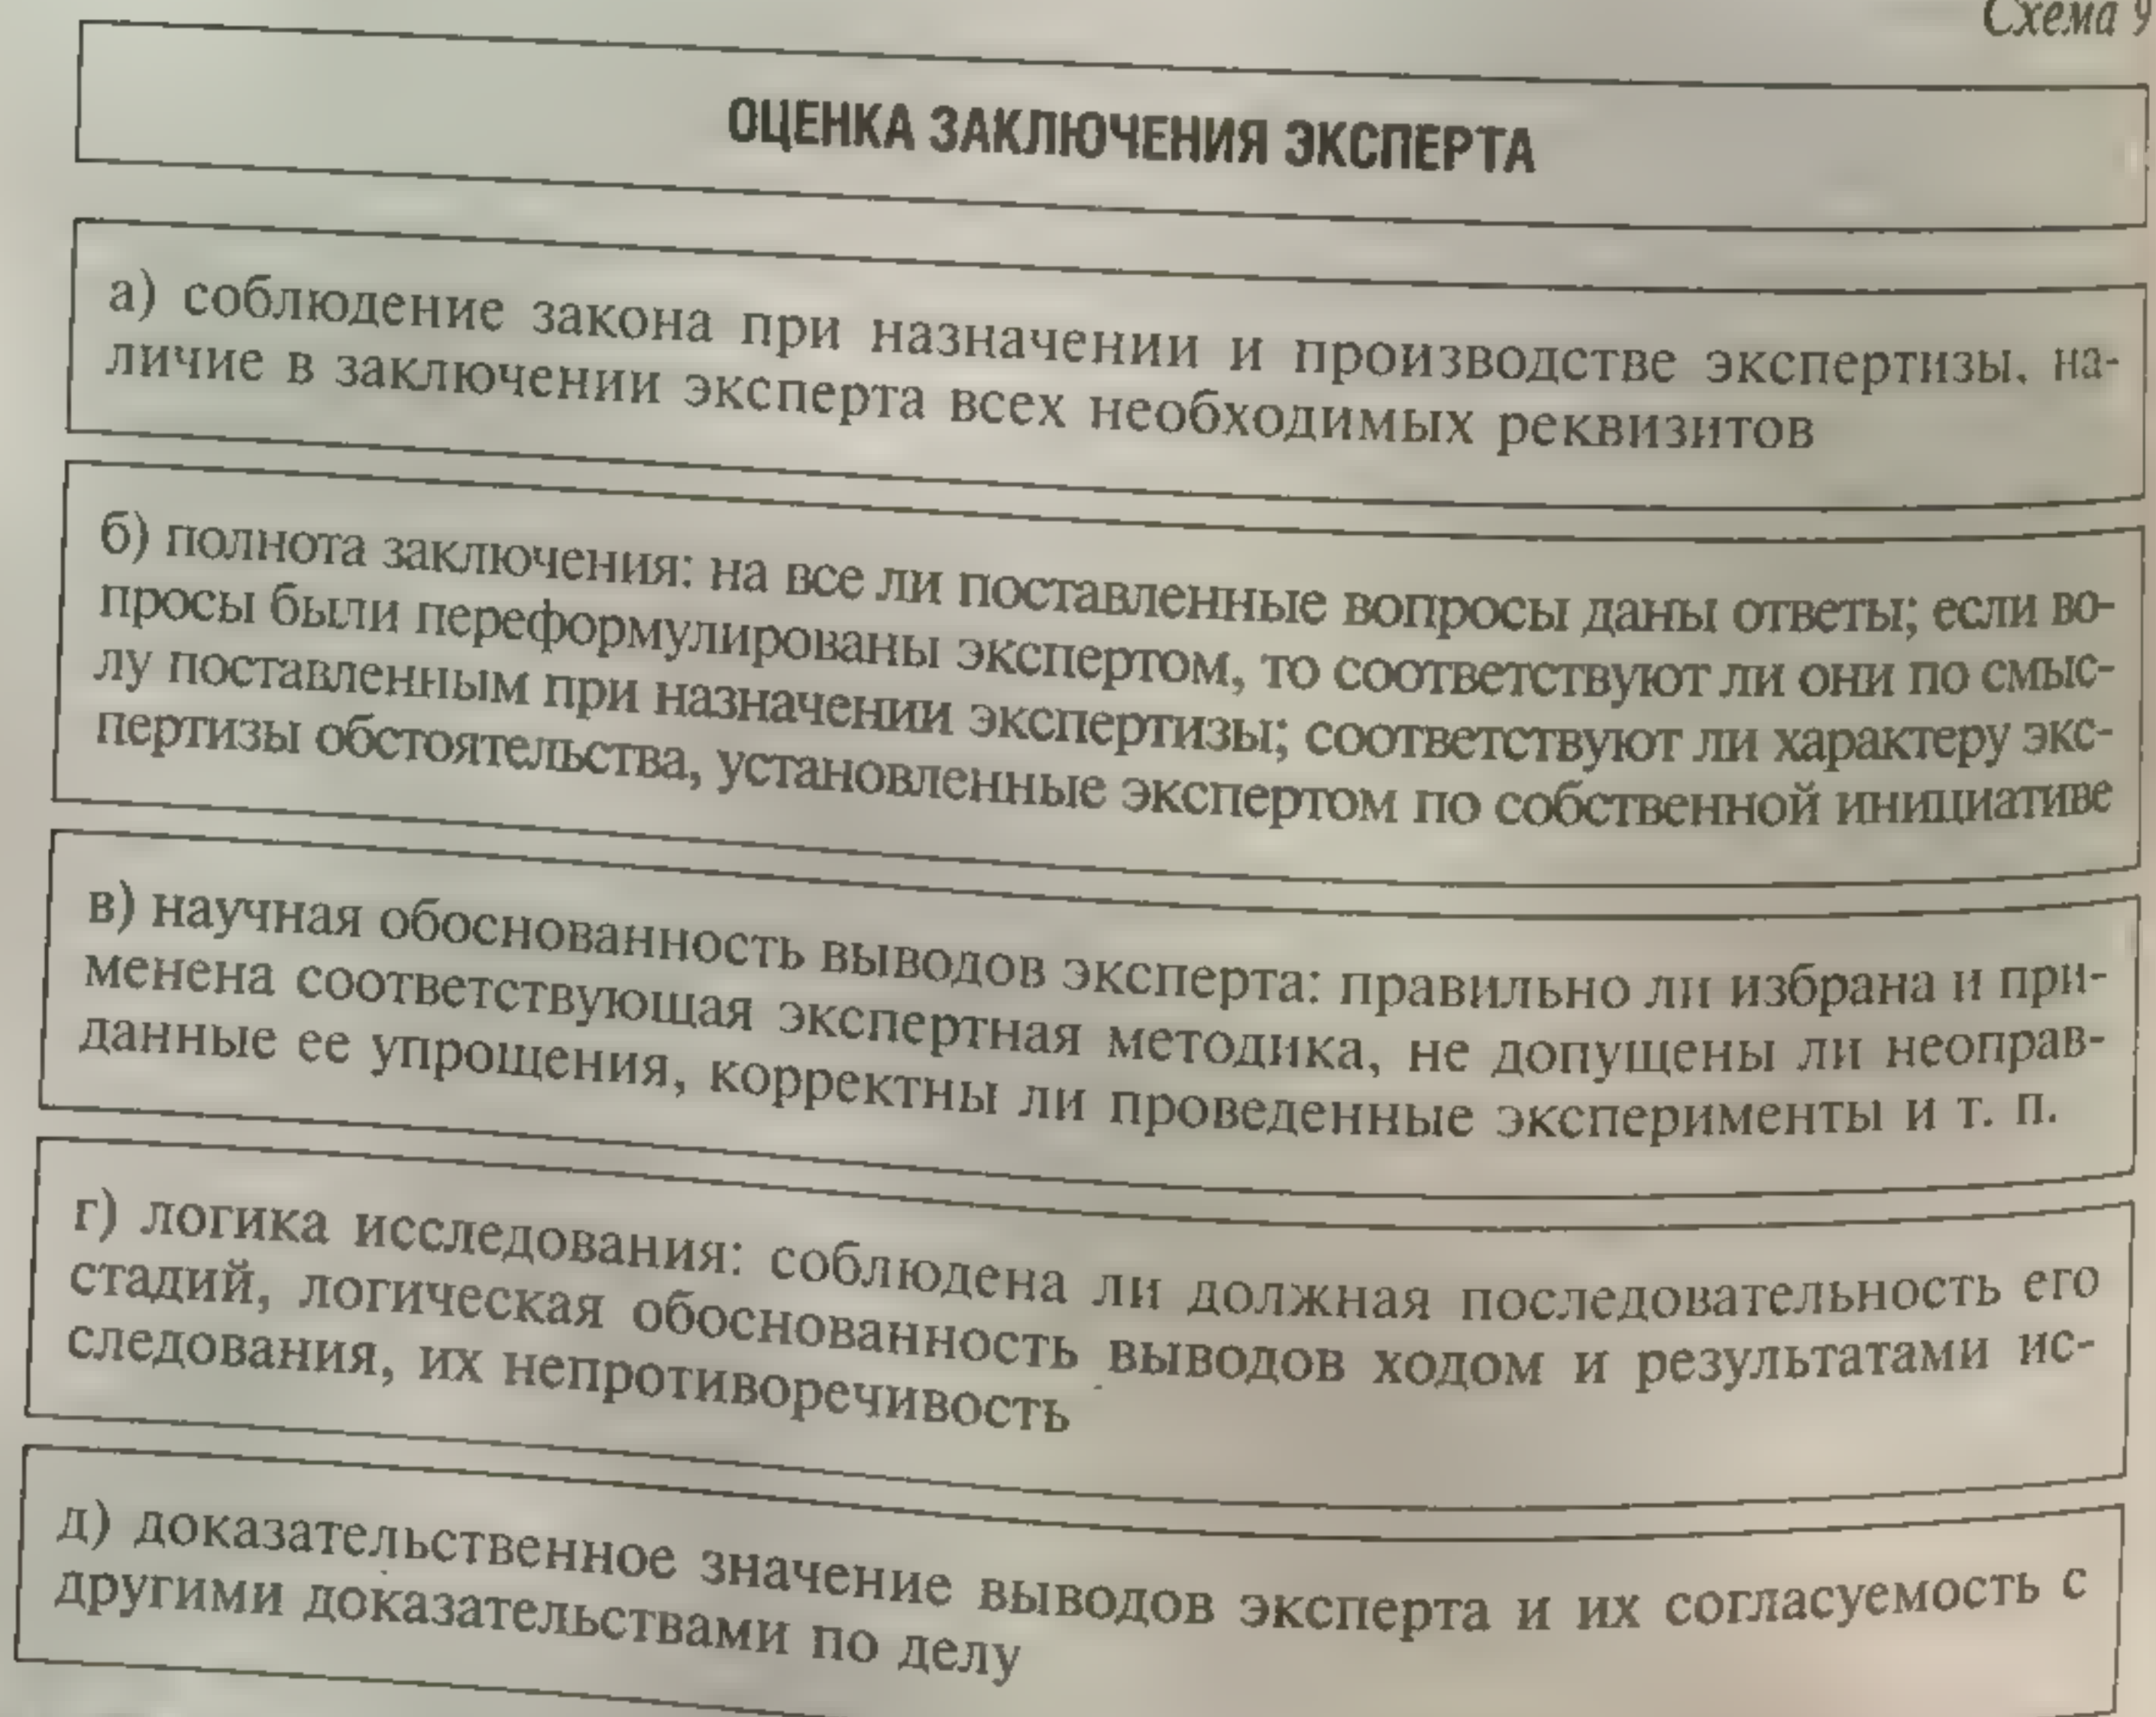 Схема 9
ОЦЕНКА ЗАКЛЮЧЕНИЯ ЭКСПЕРТА
а) соблюдение закона при назначении и производстве экспертизы, на-
личие в заключении эксперта всех необходимых реквизитов
б) полнота заключения: на все ли поставленные вопросы даны ответы; если во-
просы были переформулированы экспертом, то соответствуют ли они по смыс-
лу поставленным при назначении экспертизы; соответствуют ли характеру экс-
пертизы обстоятельства, установленные экспертом по собственной инициативе
в) научная обоснованность выводов эксперта: правильно ли избрана и при-
менена соответствующая экспертная методика, не допущены ли неоправ-
данные ее упрощения, корректны ли проведенные эксперименты и т. п.
г) логика исследования: соблюдена ли должная последовательность его
стадий, логическая обоснованность выводов ходом и результатами ис-
следования, их непротиворечивость
д) доказательственное значение выводов эксперта и их согласуемость с
другими доказательствами по делу